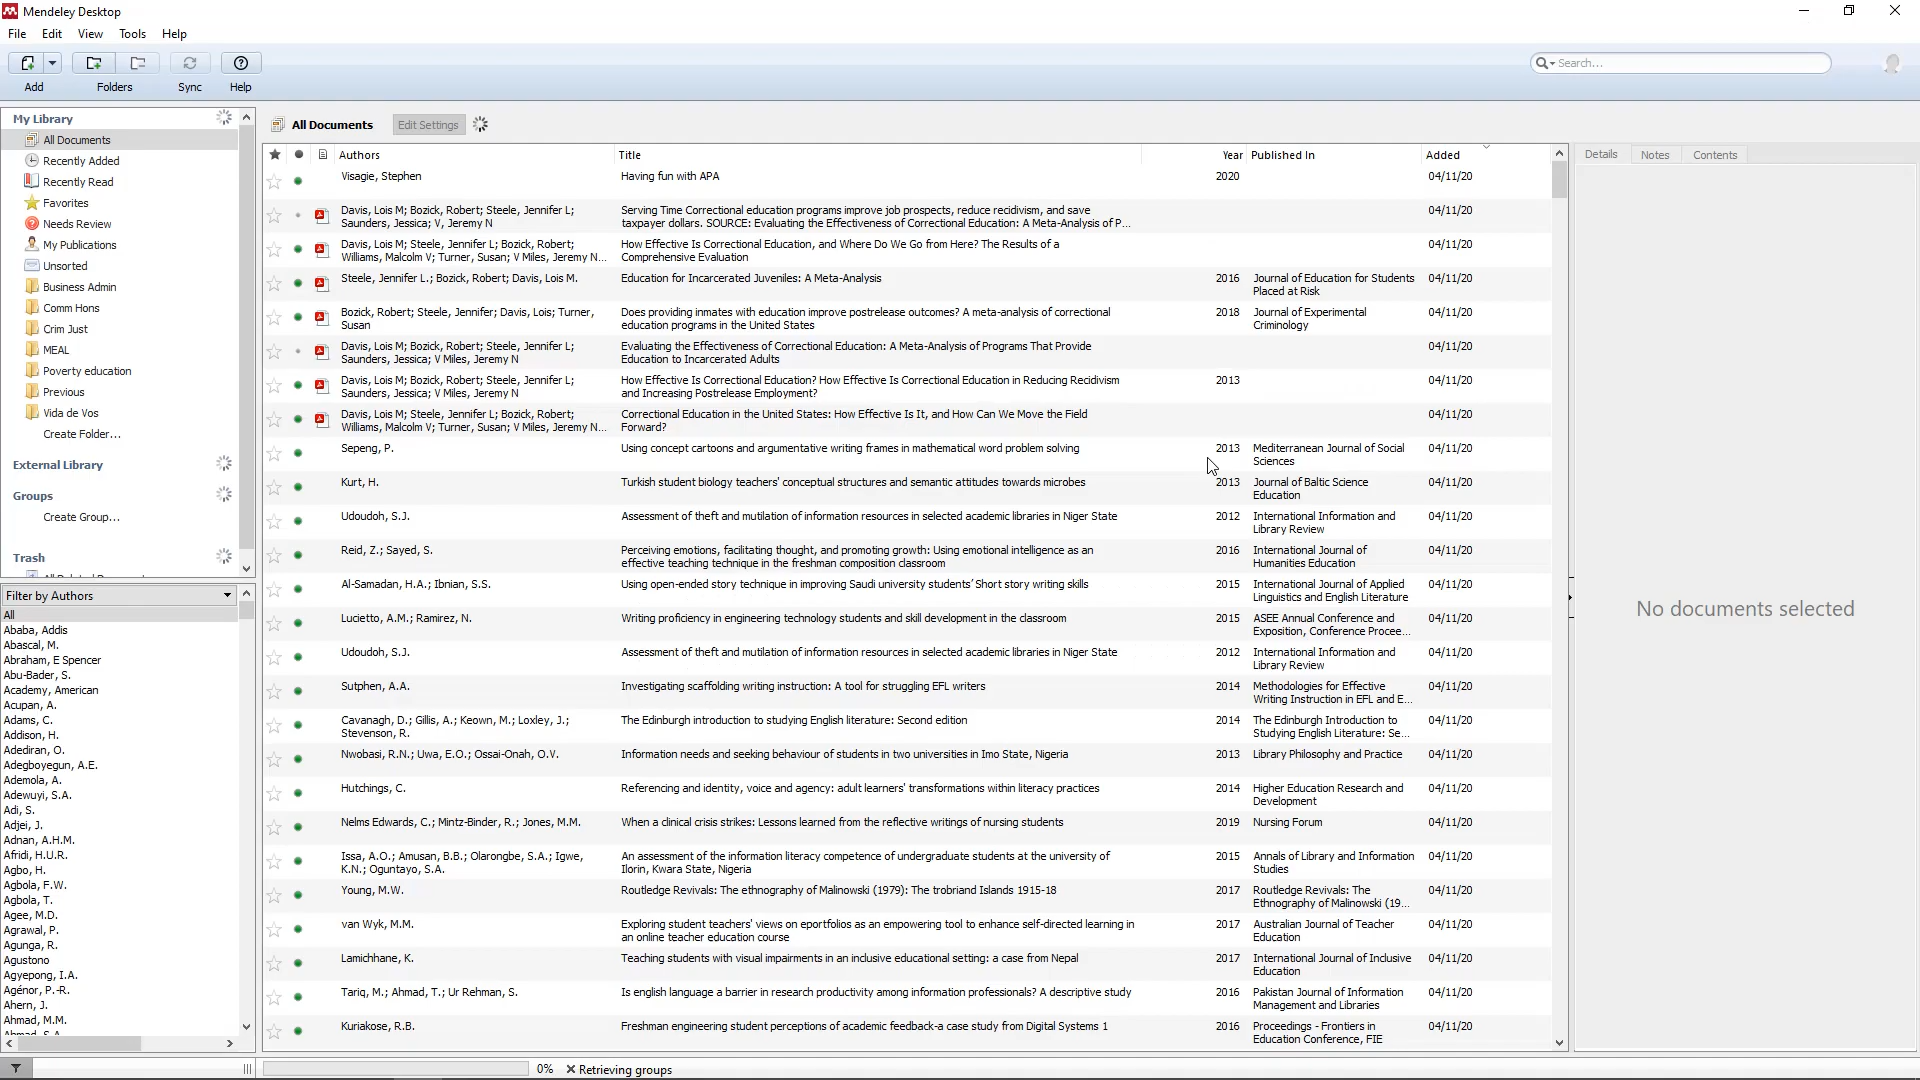 Mendeley Desktop
File Edit View Tools Help
Search...
Add Folders Sync Help
My Library
All Documents
Recently Added
Recently Read
Favorites
Needs Review
My Publications
Unsorted
Business Admin
Comm Hons
Crim Just
MEAL
Poverty education
Previous
Vida de Vos
Create Folder...
External Library
Groups
Create Group...
Trash
Filter by Authors
All
Ababa, Addis
Abascal, M.
Abraham, E Spencer
Abu-Bader, S.
Academy, American
Acupan, A.
Adams, C.
Addison, H.
Adediran, O.
Adegboyegun, A.E.
Ademola, A.
Adewuyi, S.A.
Adi, S.
Adjei, J.
Adnan, A.H.M.
Afridi, H.U.R.
Agbo, H.
Agbola, F.W.
Agbola, T.
Agee, M.D.
Agrawal, P.
Agunga, R.
Agustono
Agyepong, I.A.
Agénor, P.-R.
Ahern, J.
Ahmad, M.M.
All Documents Edit Settings
Authors Title Year Published In Added
Visagie, Stephen Having fun with APA 2020 04/11/20
Davis, Lois M; Bozick, Robert; Steele, Jennifer L; Serving Time Correctional education programs improve job prospects, reduce recidivism, and save 04/11/20
Saunders, Jessica; V, Jeremy N taxpayer dollars. SOURCE: Evaluating the Effectiveness of Correctional Education: A Meta-Analysis of P...
Davis, Lois M; Steele, Jennifer L; Bozick, Robert; How Effective Is Correctional Education, and Where Do We Go from Here? The Results of a 04/11/20
Williams, Malcolm V; Turner, Susan; V Miles, Jeremy N... Comprehensive Evaluation
Steele, Jennifer L.; Bozick, Robert; Davis, Lois M. Education for Incarcerated Juveniles: A Meta-Analysis 2016 Journal of Education for Students 04/11/20
Placed at Risk
Bozick, Robert; Steele, Jennifer; Davis, Lois; Turner, Does providing inmates with education improve postrelease outcomes? A meta-analysis of correctional 2018 Journal of Experimental 04/11/20
Susan education programs in the United States Criminology
Davis, Lois M; Bozick, Robert; Steele, Jennifer L; Evaluating the Effectiveness of Correctional Education: A Meta-Analysis of Programs That Provide 04/11/20
Saunders, Jessica; V Miles, Jeremy N Education to Incarcerated Adults
Davis, Lois M; Bozick, Robert; Steele, Jennifer L; How Effective Is Correctional Education? How Effective Is Correctional Education in Reducing Recidivism 2013 04/11/20
Saunders, Jessica; V Miles, Jeremy N and Increasing Postrelease Employment?
Davis, Lois M; Steele, Jennifer L; Bozick, Robert; Correctional Education in the United States: How Effective Is It, and How Can We Move the Field 04/11/20
Williams, Malcolm V; Turner, Susan; V Miles, Jeremy N... Forward?
Sepeng, P. Using concept cartoons and argumentative writing frames in mathematical word problem solving 2013 Mediterranean Journal of Social 04/11/20
Sciences
Kurt, H. Turkish student biology teachers' conceptual structures and semantic attitudes towards microbes 2013 Journal of Baltic Science 04/11/20
Education
Udoudoh, S.J. Assessment of theft and mutilation of information resources in selected academic libraries in Niger State 2012 International Information and 04/11/20
Library Review
Reid, Z.; Sayed, S. Perceiving emotions, facilitating thought, and promoting growth: Using emotional intelligence as an 2016 International Journal of 04/11/20
effective teaching technique in the freshman composition classroom Humanities Education
Al-Samadan, H.A.; Ibnian, S.S. Using open-ended story technique in improving Saudi university students' Short story writing skills 2015 International Journal of Applied 04/11/20
Linguistics and English Literature
Lucietto, A.M.; Ramirez, N. Writing proficiency in engineering technology students and skill development in the classroom 2015 ASEE Annual Conference and 04/11/20
Exposition, Conference Procee...
Udoudoh, S.J. Assessment of theft and mutilation of information resources in selected academic libraries in Niger State 2012 International Information and 04/11/20
Library Review
Sutphen, A.A. Investigating scaffolding writing instruction: A tool for struggling EFL writers 2014 Methodologies for Effective 04/11/20
Writing Instruction in EFL and E...
Cavanagh, D.; Gillis, A.; Keown, M.; Loxley, J.; The Edinburgh introduction to studying English literature: Second edition 2014 The Edinburgh Introduction to 04/11/20
Stevenson, R. Studying English Literature: Se...
Nwobasi, R.N.; Uwa, E.O.; Ossai-Onah, O.V. Information needs and seeking behaviour of students in two universities in Imo State, Nigeria 2013 Library Philosophy and Practice 04/11/20
Hutchings, C. Referencing and identity, voice and agency: adult learners' transformations within literacy practices 2014 Higher Education Research and 04/11/20
Development
Nelms Edwards, C.; Mintz-Binder, R.; Jones, M.M. When a clinical crisis strikes: Lessons learned from the reflective writings of nursing students 2019 Nursing Forum 04/11/20
Issa, A.O.; Amusan, B.B.; Olarongbe, S.A.; Igwe, An assessment of the information literacy competence of undergraduate students at the university of 2015 Annals of Library and Information 04/11/20
K.N.; Oguntayo, S.A. Ilorin, Kwara State, Nigeria Studies
Young, M.W. Routledge Revivals: The ethnography of Malinowski (1979): The trobriand Islands 1915-18 2017 Routledge Revivals: The 04/11/20
Ethnography of Malinowski (19...
van Wyk, M.M. Exploring student teachers' views on eportfolios as an empowering tool to enhance self-directed learning in 2017 Australian Journal of Teacher 04/11/20
an online teacher education course Education
Lamichhane, K. Teaching students with visual impairments in an inclusive educational setting: a case from Nepal 2017 International Journal of Inclusive 04/11/20
Education
Tariq, M.; Ahmad, T.; Ur Rehman, S. Is english language a barrier in research productivity among information professionals? A descriptive study 2016 Pakistan Journal of Information 04/11/20
Management and Libraries
Kuriakose, R.B. Freshman engineering student perceptions of academic feedback-a case study from Digital Systems 1 2016 Proceedings - Frontiers in 04/11/20
Education Conference, FIE
Details Notes Contents
No documents selected
0% Retrieving groups